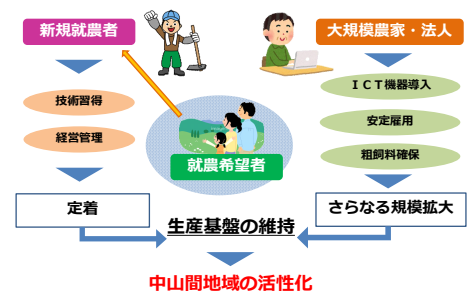 新規就農者
大規模農家・法人
技術習得
経営管理
ＩＣＴ機器導入
安定雇用
粗飼料確保
就農希望者
定着
さらなる規模拡大
生産基盤の維持
中山間地域の活性化